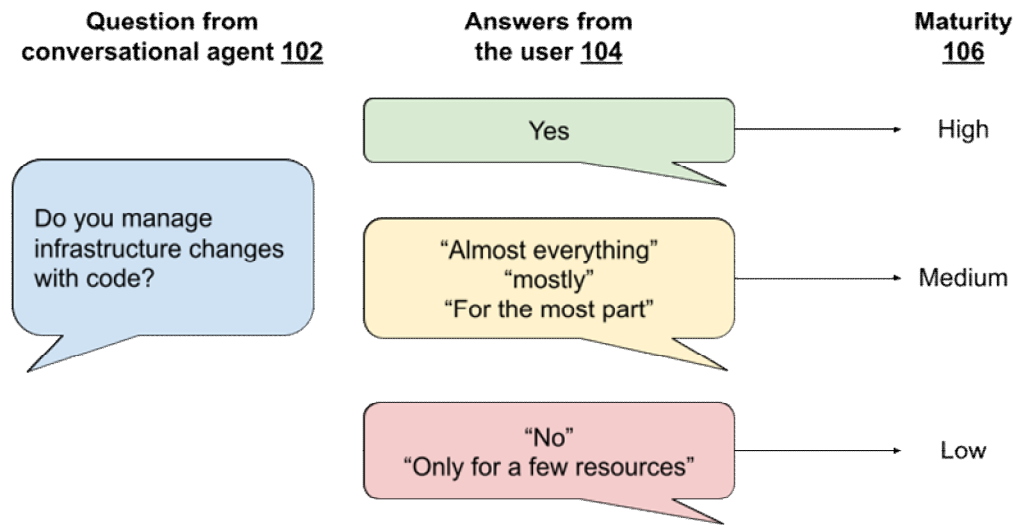 Question from
conversational agent 102
Answers from
the user 104
Maturity
106
Do you manage
infrastructure changes
with code?
Yes
High
“Almost everything”
“mostly”
“For the most part”
Medium
“No”
“Only for a few resources”
Low